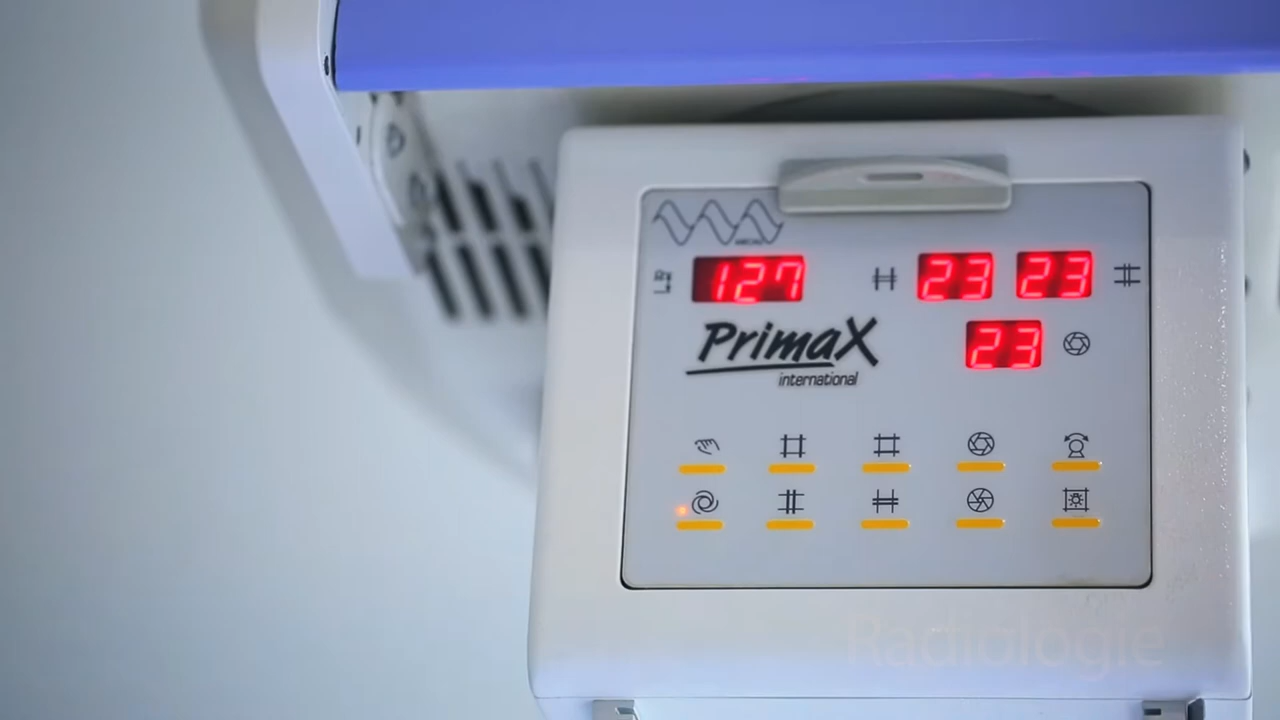 127
23 23
PrimaX
23
international
Radiologie